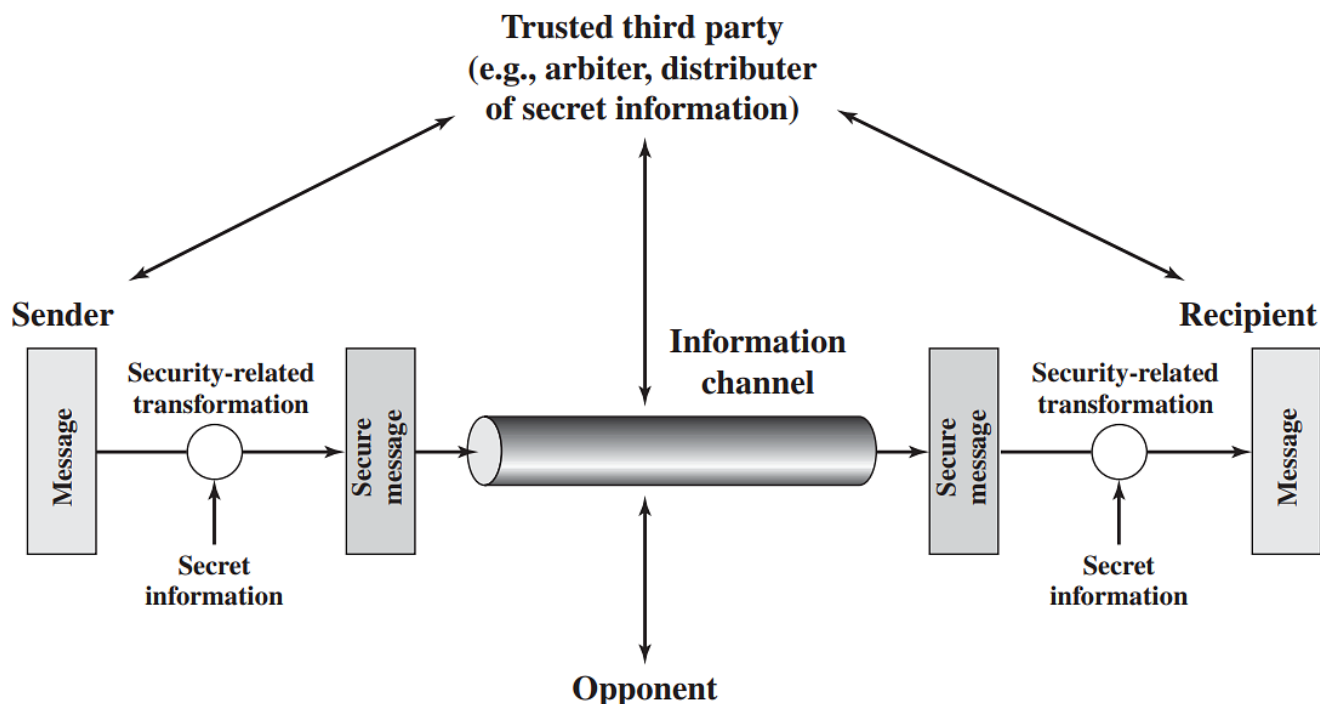 Trusted third party
(e.g., arbiter, distributer
of secret information)
Sender
Recipient
Information
channel
Security-related
transformation
Security-related
transformation
Message
Secure
message
Secure
message
Message
Secret
information
Secret
information
Opponent